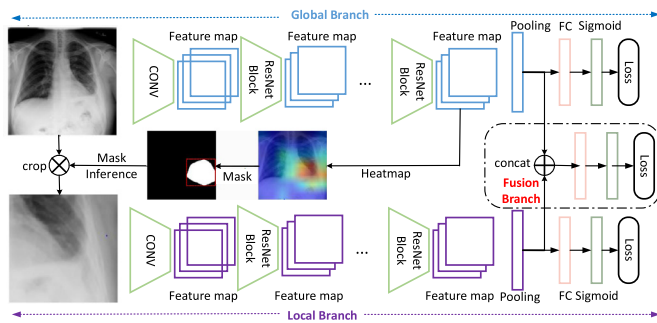 Global Branch
Feature map
Feature map
Feature map
Pooling
FC
Sigmoid
CONV
ResNet
Block
...
ResNet
Block
Loss
crop
Mask
Inference
Mask
Heatmap
concat
Fusion
Branch
Loss
CONV
ResNet
Block
...
ResNet
Block
Loss
Feature map
Feature map
Feature map
Pooling
FC
Sigmoid
Local Branch